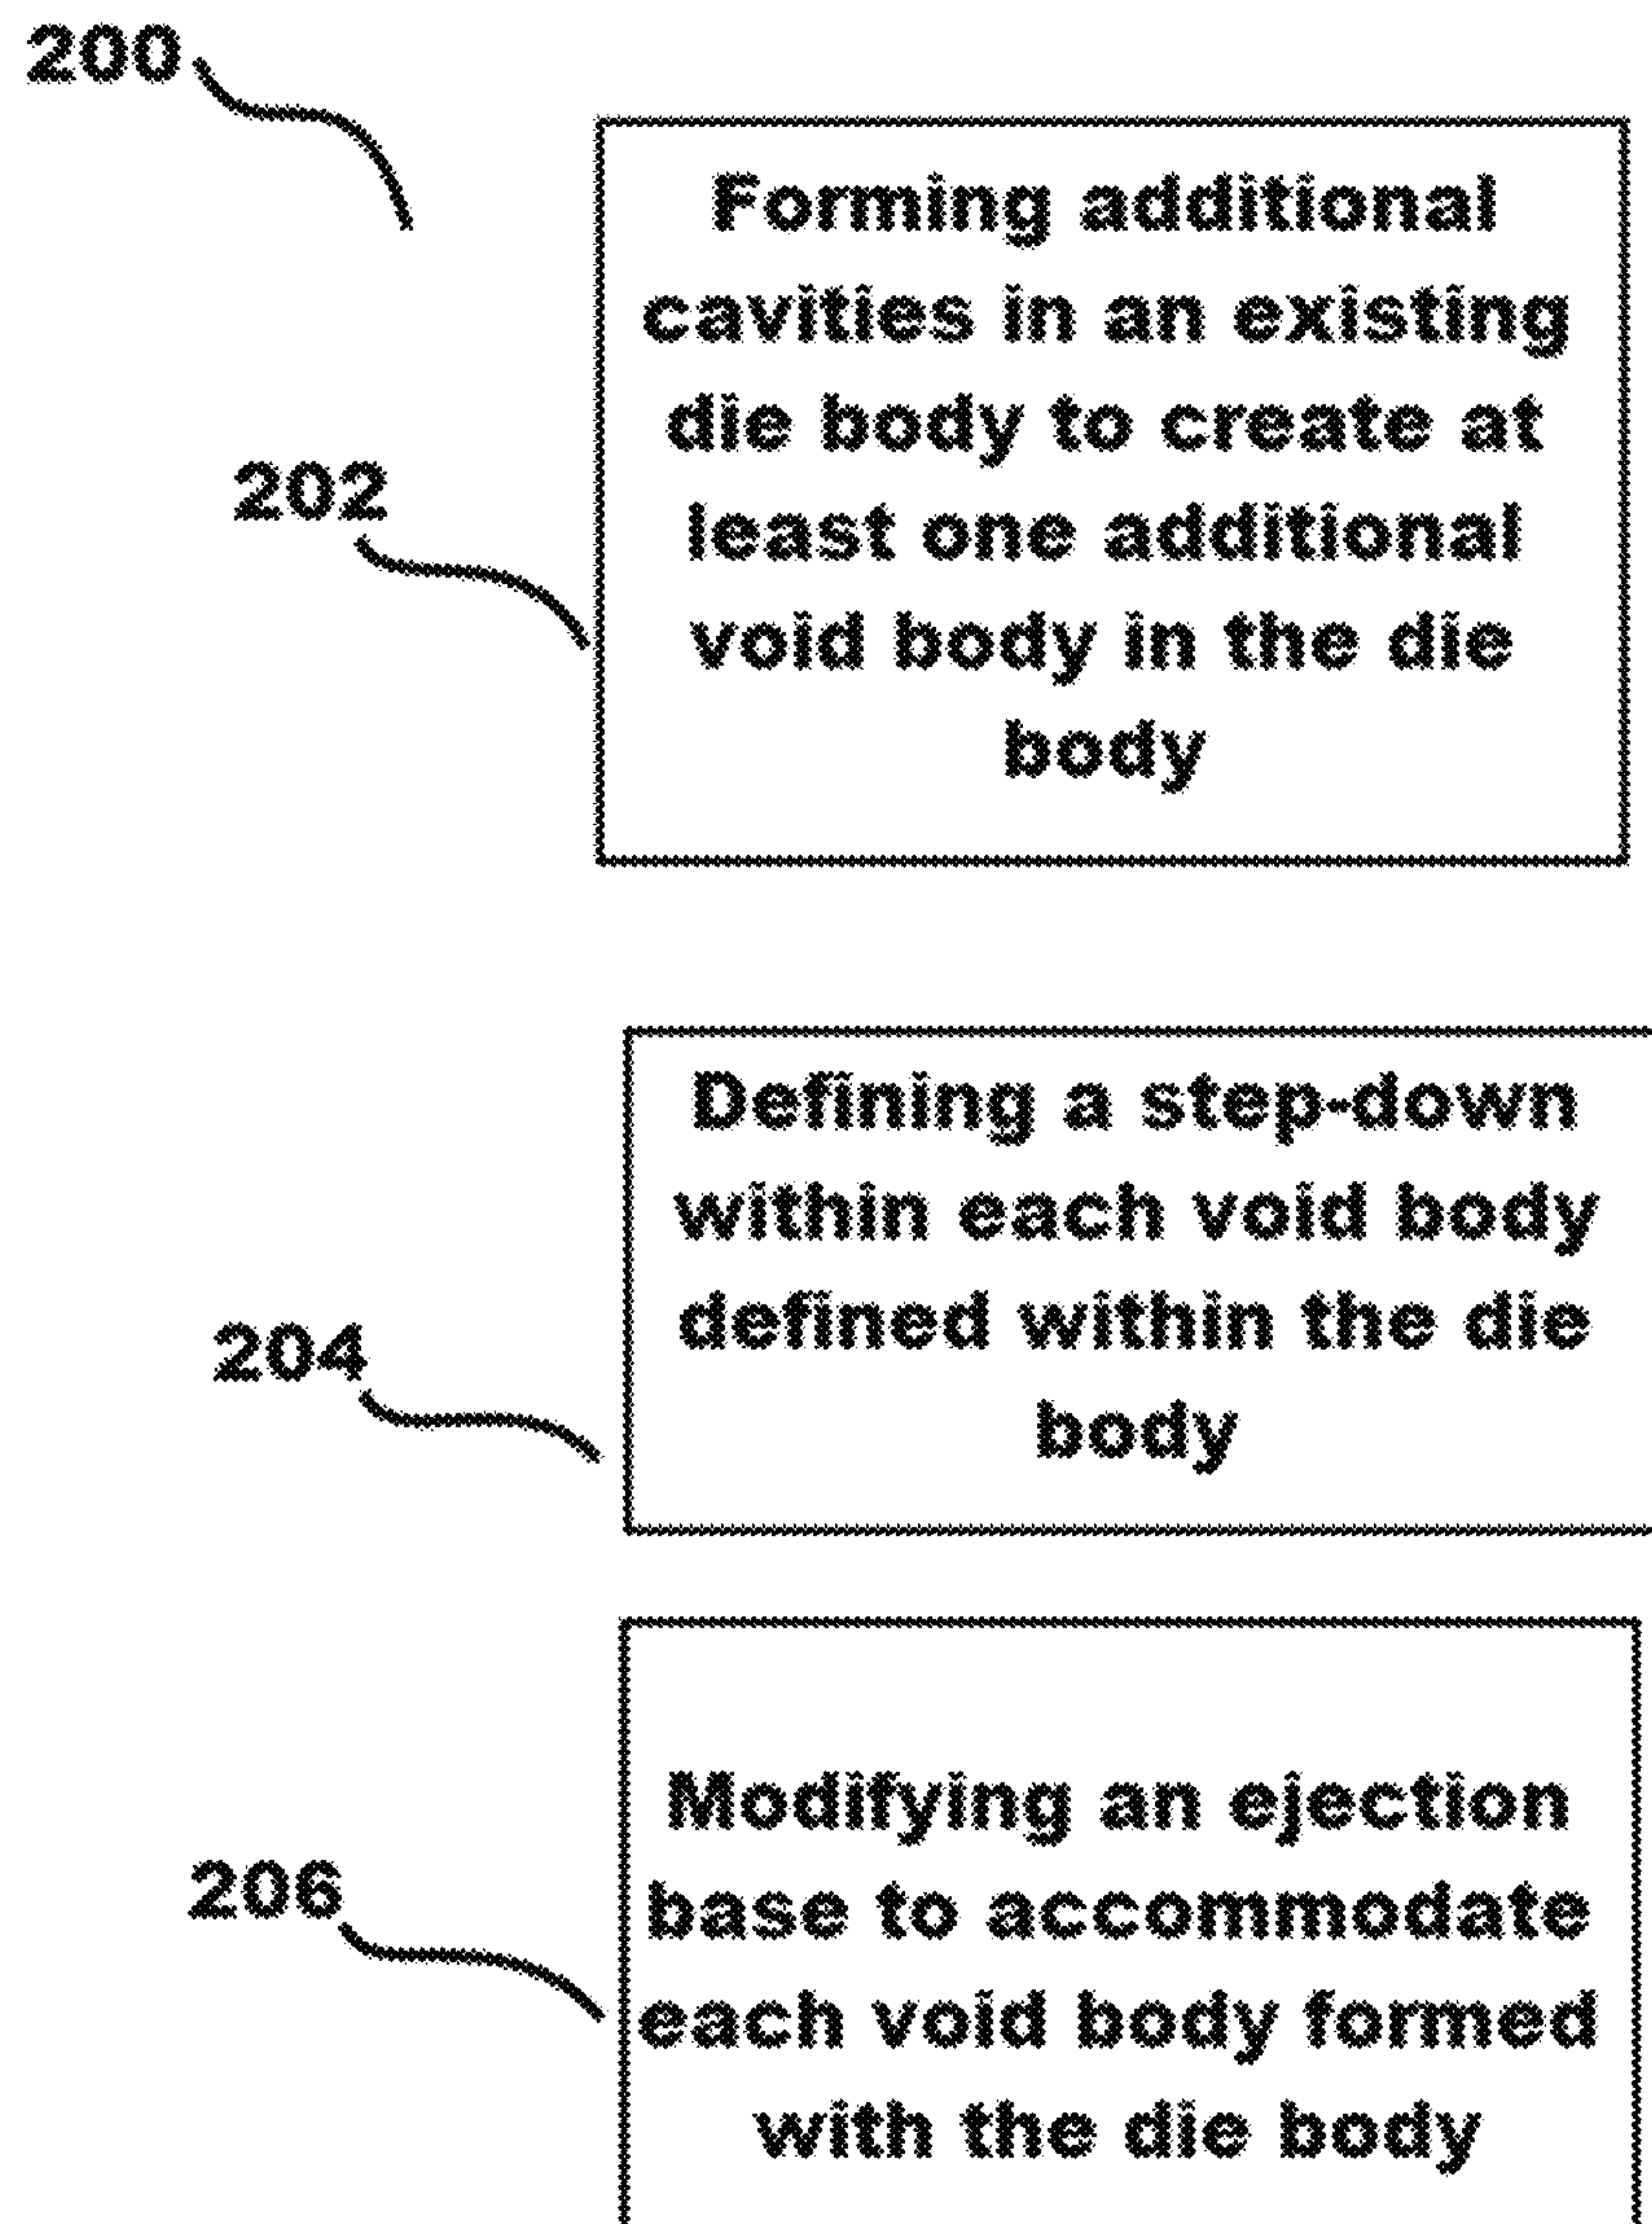 200
Forming additional
cavities in an existing
die body to create at
least one additional
void body in the die
body
202
Defining a step-down
within each void body
defined within the die
body
204
Modifying an ejection
base to accommodate
each void body formed
with the die body
206